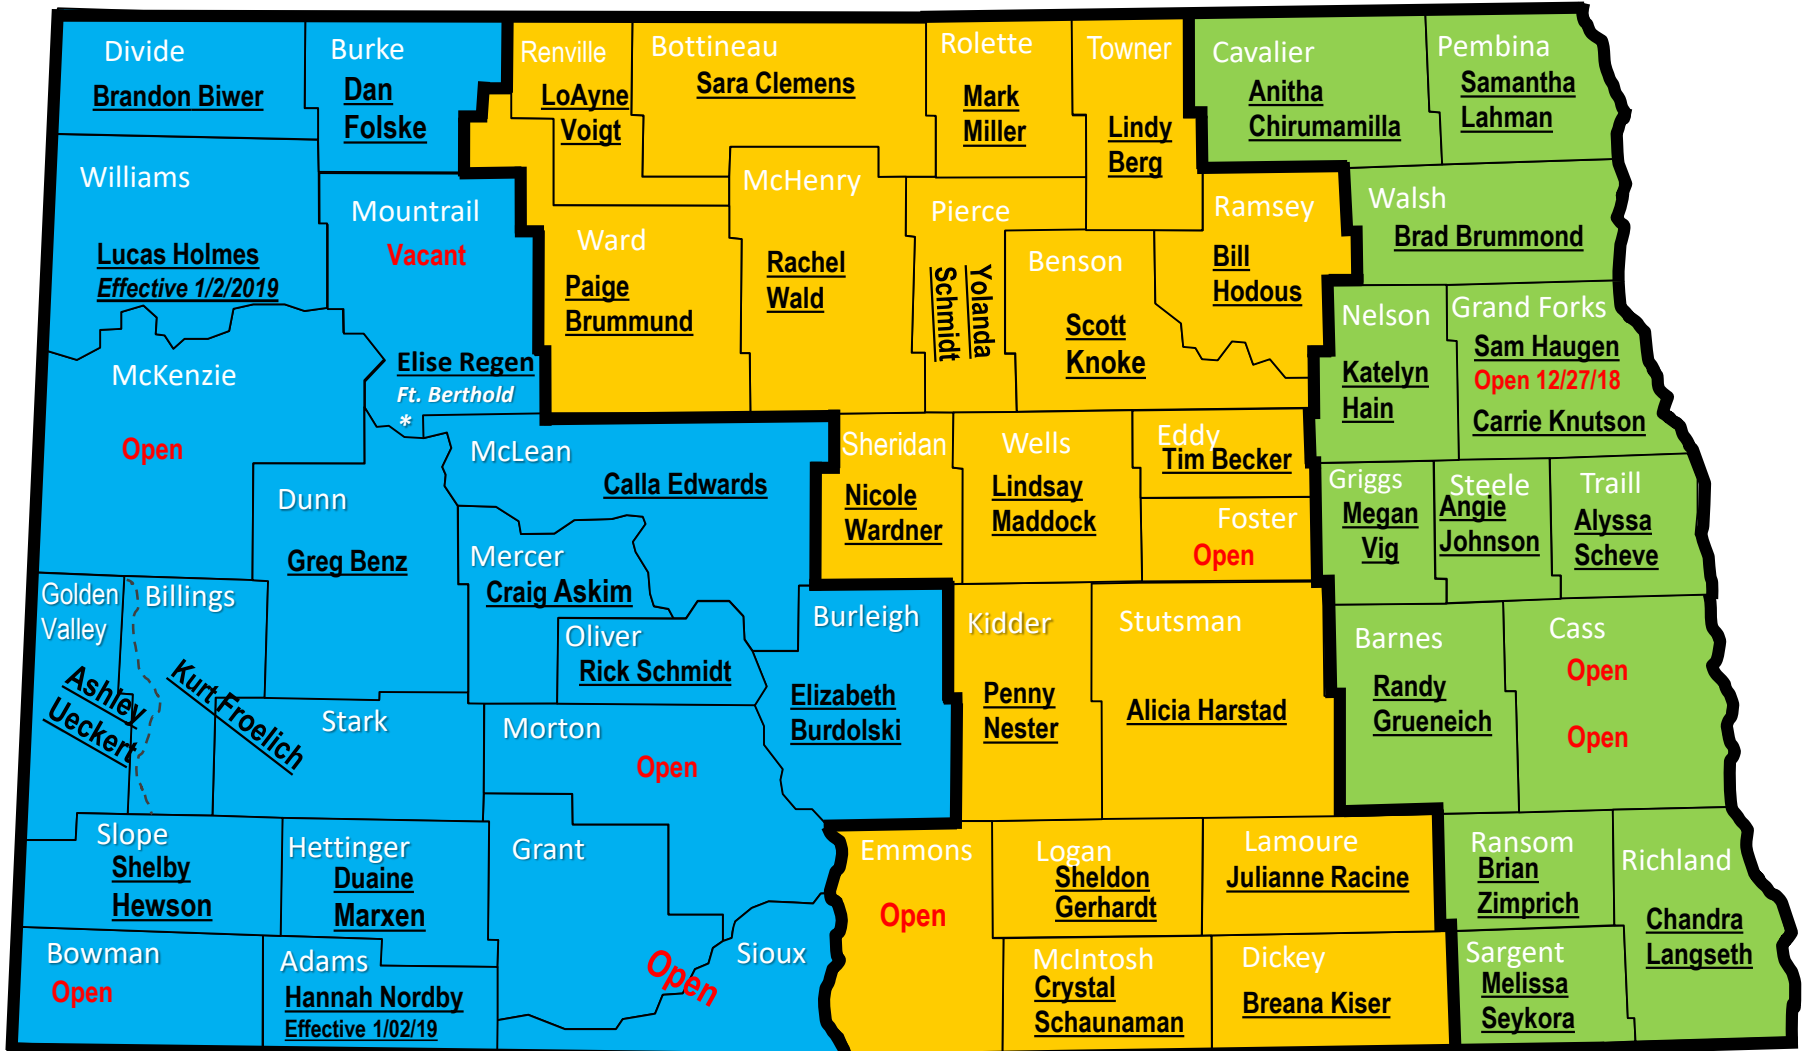 Divide
Brandon Biwer
Burke
Dan
Folske
Renville
LoAyne
Voigt
Bottineau
Sara Clemens
Rolette
Mark
Miller
Towner
Lindy
Berg
Cavalier
Anitha
Chirumamilla
Pembina
Samantha
Lahman
Williams
Lucas Holmes
Effective 1/2/2019
Mountrail
Vacant
Elise Regen
Ft. Berthold
*
Ward
Paige
Brummund
McHenry
Rachel
Wald
Pierce
Yolanda
Schmidt
Benson
Scott
Knoke
Ramsey
Bill
Hodous
Walsh
Brad Brummond
Nelson
Katelyn
Hain
Grand Forks
Sam Haugen
Open 12/27/18
Carrie Knutson
McKenzie
Open
Dunn
Greg Benz
McLean
Calla Edwards
Mercer
Craig Askim
Oliver
Rick Schmidt
Sheridan
Nicole
Wardner
Wells
Lindsay
Maddock
Eddy
Tim Becker
Foster
Open
Griggs
Megan
Vig
Steele
Angie
Johnson
Traill
Alyssa
Scheve
Golden
Valley
Ashley
Ueckert
Billings
Kurt Froelich
Stark
Morton
Open
Burleigh
Elizabeth
Burdolski
Kidder
Penny
Nester
Stutsman
Alicia Harstad
Barnes
Randy
Grueneich
Cass
Open
Open
Slope
Shelby
Hewson
Hettinger
Duaine
Marxen
Grant
Open
Sioux
Emmons
Open
Logan
Sheldon
Gerhardt
Lamoure
Julianne Racine
Ransom
Brian
Zimprich
Richland
Chandra
Langseth
Bowman
Open
Adams
Hannah Nordby
Effective 1/02/19
McIntosh
Crystal
Schaunaman
Dickey
Breana Kiser
Sargent
Melissa
Seykora